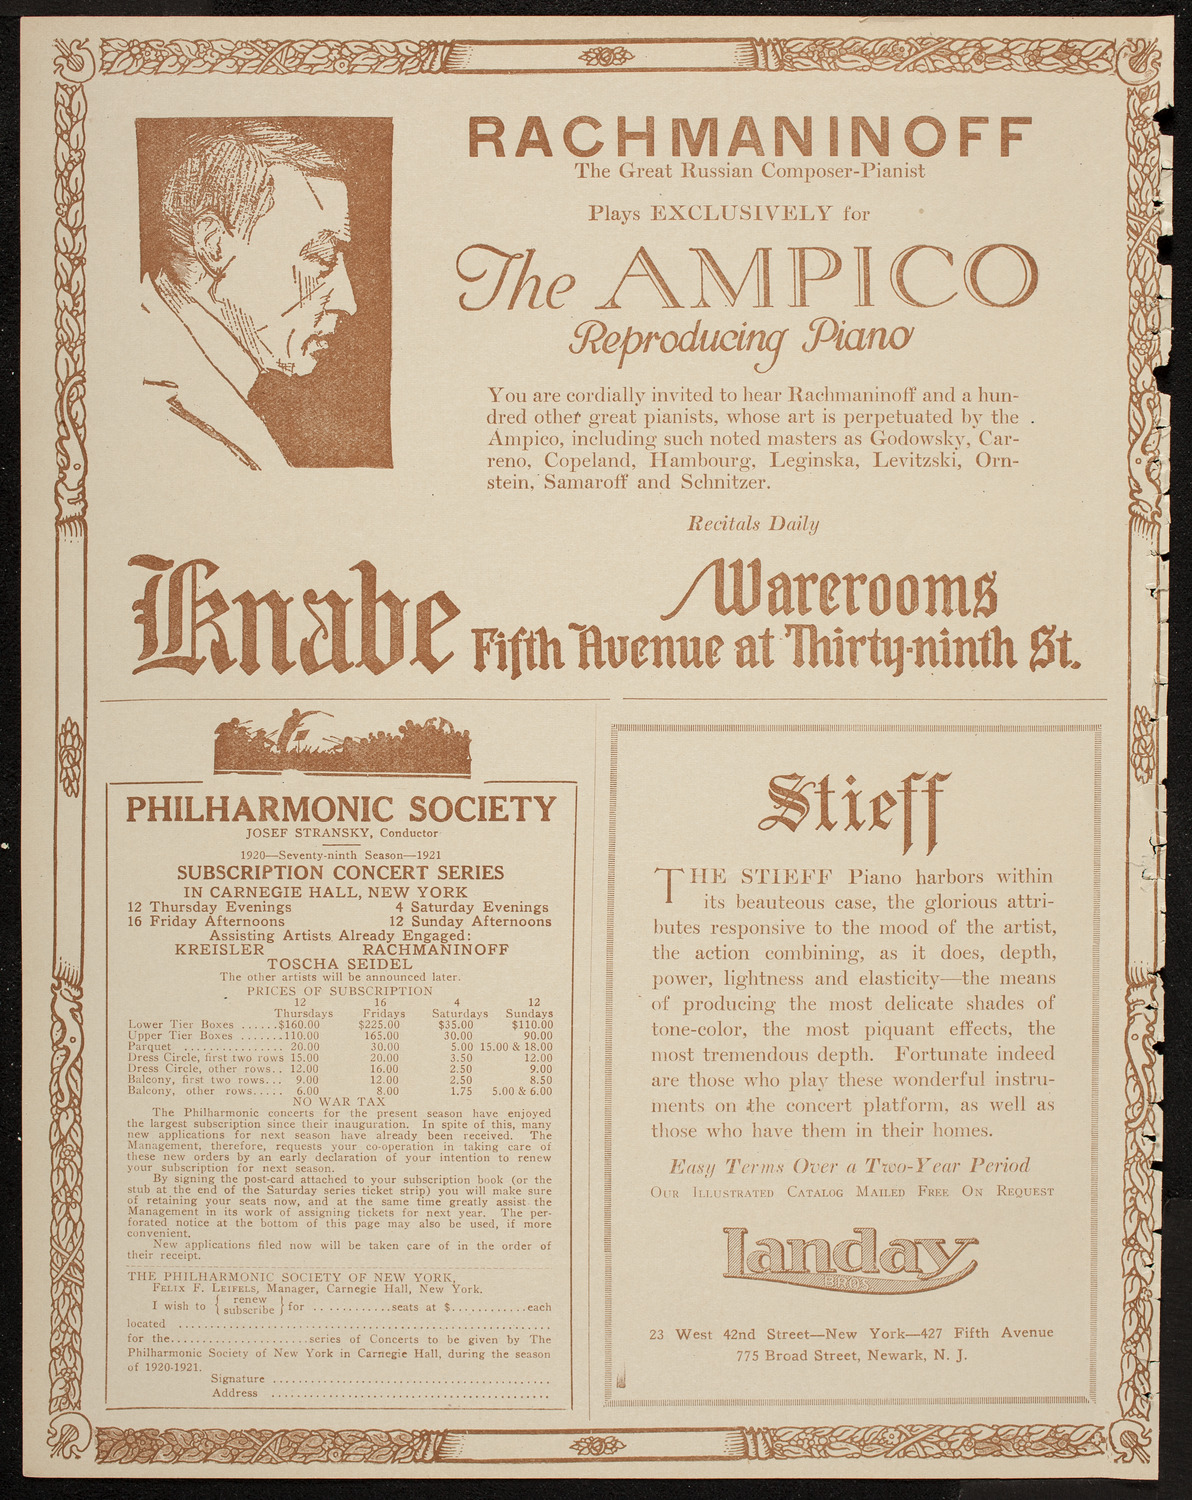 RACHMANINOFF
The Great Russian Composer-Pianist
Plays EXCLUSIVELY for
The AMPICO
Reproducing Piano
You are cordially invited to hear Rachmaninoff and a hun-
dred other great pianists, whose art is perpetuated by the
Ampico, including such noted masters as Godowsky, Car-
reno, Copeland, Hambourg, Leginska, Levitzski, Orn-
stein, Samaroff and Schnitzer.
Recitals Daily
Knabe Warerooms
Fifth Avenue at Thirty-ninth St.
PHILHARMONIC SOCIETY
JOSEF STRANSKY, Conductor
1920—Seventy-ninth Season—1921
SUBSCRIPTION CONCERT SERIES
IN CARNEGIE HALL, NEW YORK
12 Thursday Evenings 4 Saturday Evenings
16 Friday Afternoons 12 Sunday Afternoons
Assisting Artists Already Engaged:
KREISLER RACHMANINOFF
TOSCHA SEIDEL
The other artists will be announced later.
PRICES OF SUBSCRIPTION
12 16 4 12
Thursdays Fridays Saturdays Sundays
Lower Tier Boxes ......$160.00 $225.00 $35.00 $110.00
Upper Tier Boxes .......110.00 165.00 30.00 90.00
Parquet ................ 20.00 30.00 5.00 15.00 & 18.00
Dress Circle, first two rows 15.00 20.00 3.50 12.00
Dress Circle, other rows.. 12.00 16.00 2.50 9.00
Balcony, first two rows... 9.00 12.00 2.50 8.50
Balcony, other rows..... 6.00 8.00 1.75 5.00 & 6.00
NO WAR TAX
The Philharmonic concerts for the present season have enjoyed
the largest subscription since their inauguration. In spite of this, many
new applications for next season have already been received. The
Management, therefore, requests your co-operation in taking care of
these new orders by an early declaration of your intention to renew
your subscription for next season.
By signing the post-card attached to your subscription book (or the
stub at the end of the Saturday series ticket strip) you will make sure
of retaining your seats now, and at the same time greatly assist the
Management in its work of assigning tickets for next year. The per-
forated notice at the bottom of this page may also be used, if more
convenient.
New applications filed now will be taken care of in the order of
their receipt.
THE PHILHARMONIC SOCIETY OF NEW YORK,
FELIX F. LEIFELS, Manager, Carnegie Hall, New York.
I wish to { renew subscribe } for ............seats at $............each
located ....................................................
for the.....................series of Concerts to be given by The
Philharmonic Society of New York in Carnegie Hall, during the season
of 1920-1921.
Signature .......................................
Address .......................................
Stieff
THE STIEFF Piano harbors within
its beauteous case, the glorious attri-
butes responsive to the mood of the artist,
the action combining, as it does, depth,
power, lightness and elasticity—the means
of producing the most delicate shades of
tone-color, the most piquant effects, the
most tremendous depth. Fortunate indeed
are those who play these wonderful instru-
ments on the concert platform, as well as
those who have them in their homes.
Easy Terms Over a Two-Year Period
OUR ILLUSTRATED CATALOG MAILED FREE ON REQUEST
Landay
BROS.
23 West 42nd Street—New York—427 Fifth Avenue
775 Broad Street, Newark, N. J.